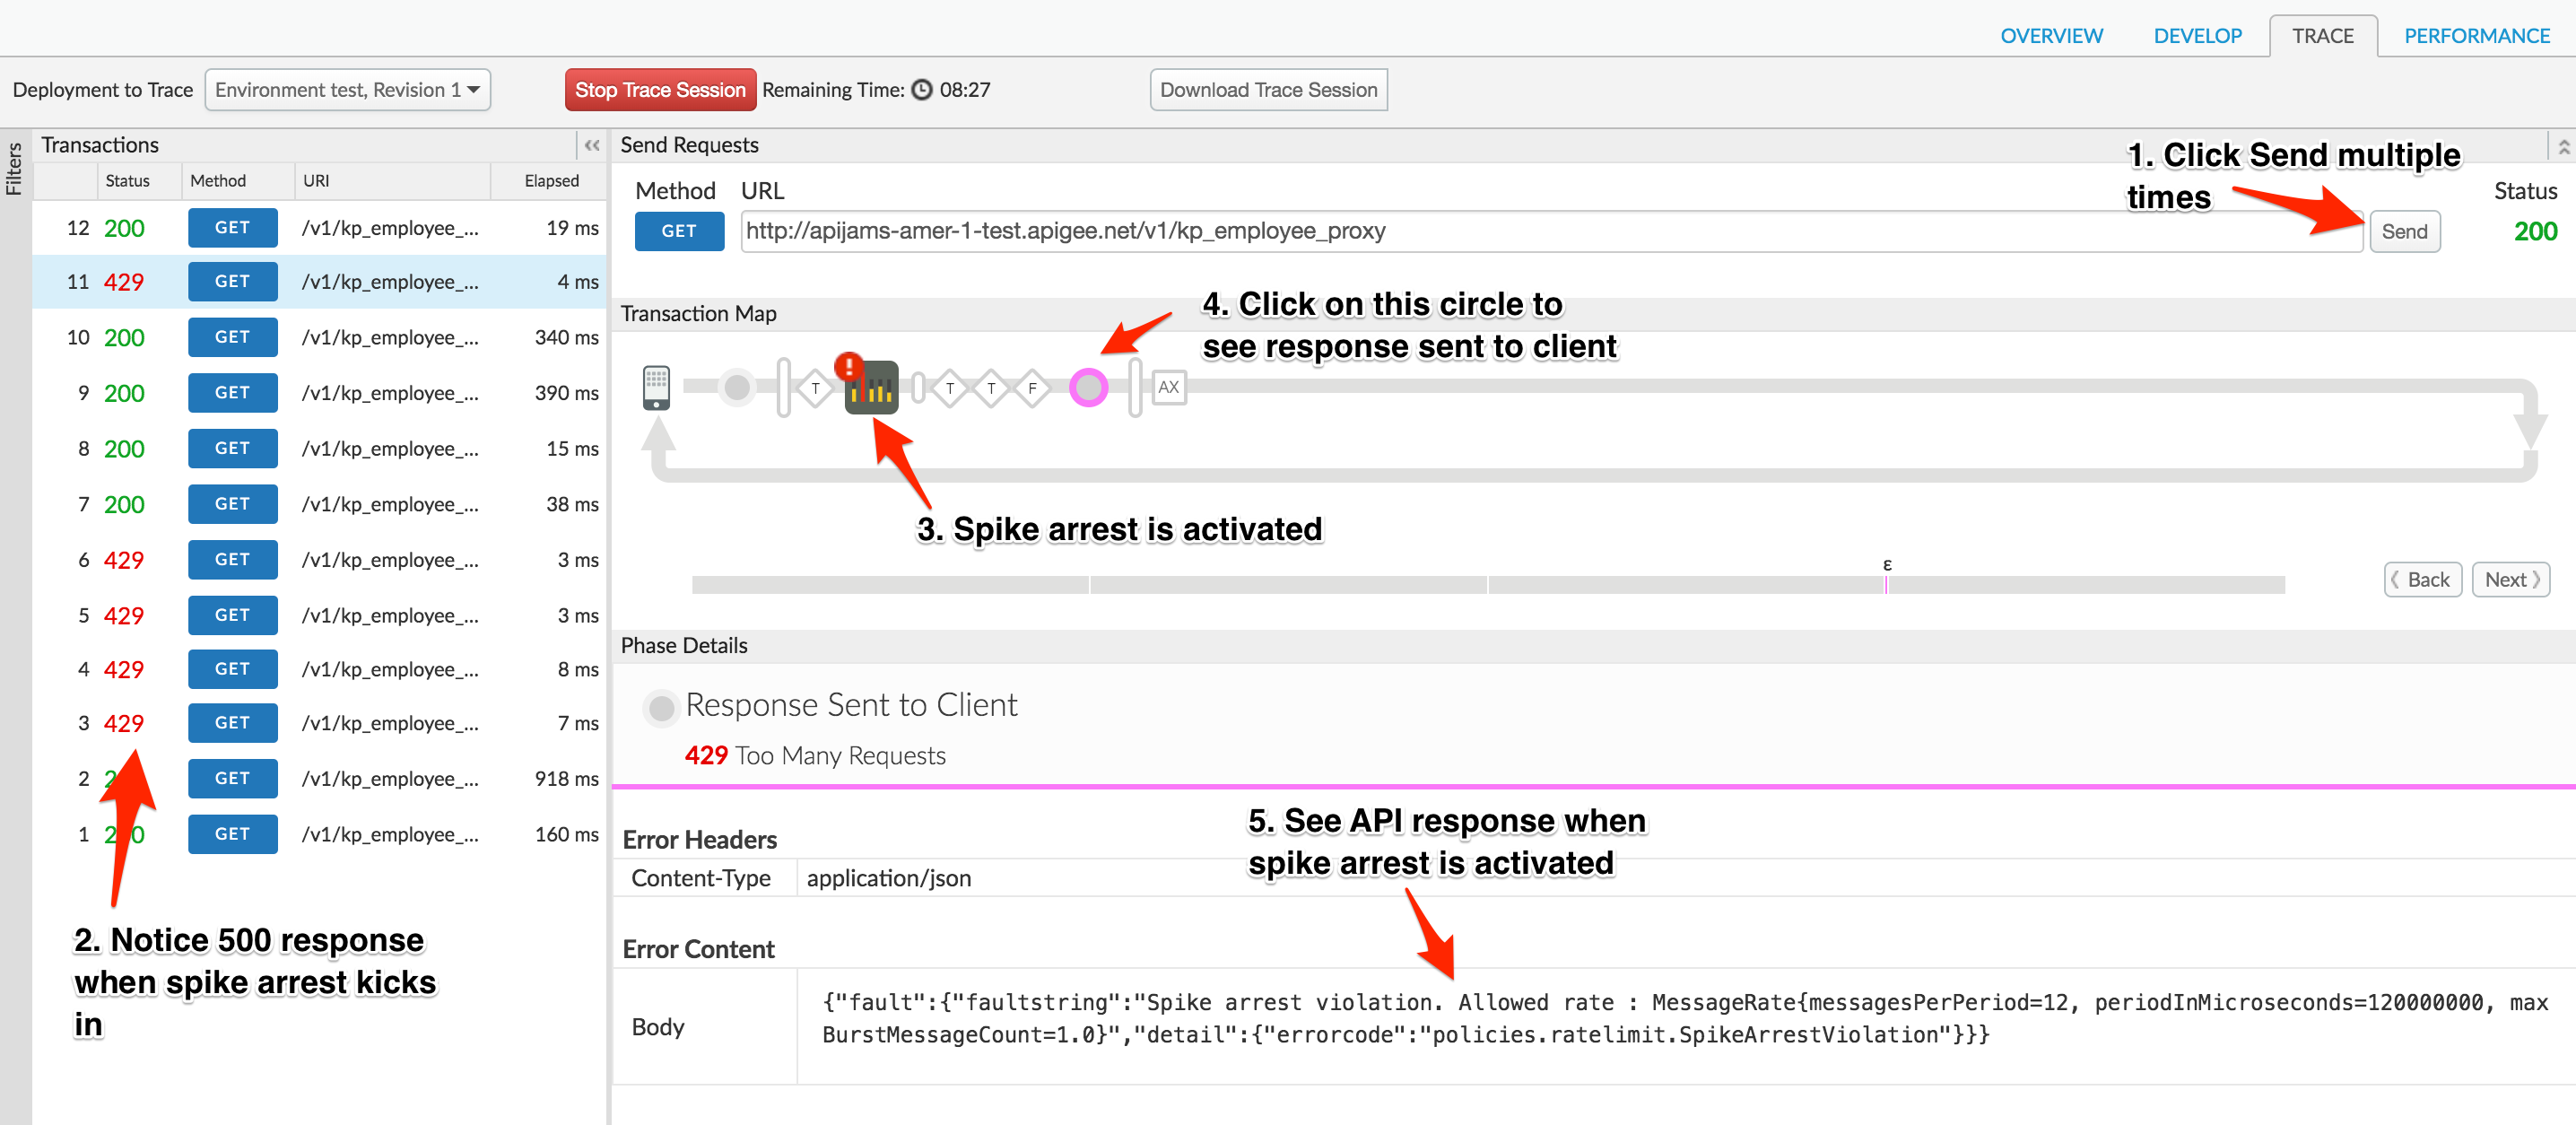 OVERVIEW DEVELOP TRACE PERFORMANCE
Deployment to Trace Environment test, Revision 1 Stop Trace Session Remaining Time: 08:27 Download Trace Session
Filters
Transactions «
Status Method URI Elapsed
12 200 GET /v1/kp_employee_... 19 ms
11 429 GET /v1/kp_employee_... 4 ms
10 200 GET /v1/kp_employee_... 340 ms
9 200 GET /v1/kp_employee_... 390 ms
8 200 GET /v1/kp_employee_... 15 ms
7 200 GET /v1/kp_employee_... 38 ms
6 429 GET /v1/kp_employee_... 3 ms
5 429 GET /v1/kp_employee_... 3 ms
4 429 GET /v1/kp_employee_... 8 ms
3 429 GET /v1/kp_employee_... 7 ms
2 GET /v1/kp_employee_... 918 ms
1 GET /v1/kp_employee_... 160 ms
2. Notice 500 response
when spike arrest kicks
in
Send Requests
1. Click Send multiple
times
Method URL Status
GET http://apijams-amer-1-test.apigee.net/v1/kp_employee_proxy Send 200
Transaction Map
4. Click on this circle to
see response sent to client
T ! T T F AX
3. Spike arrest is activated
ε
Back Next
Phase Details
Response Sent to Client
429 Too Many Requests
5. See API response when
spike arrest is activated
Error Headers
Content-Type application/json
Error Content
Body
{"fault":{"faultstring":"Spike arrest violation. Allowed rate : MessageRate{messagesPerPeriod=12, periodInMicroseconds=120000000, max
BurstMessageCount=1.0}","detail":{"errorcode":"policies.ratelimit.SpikeArrestViolation"}}}